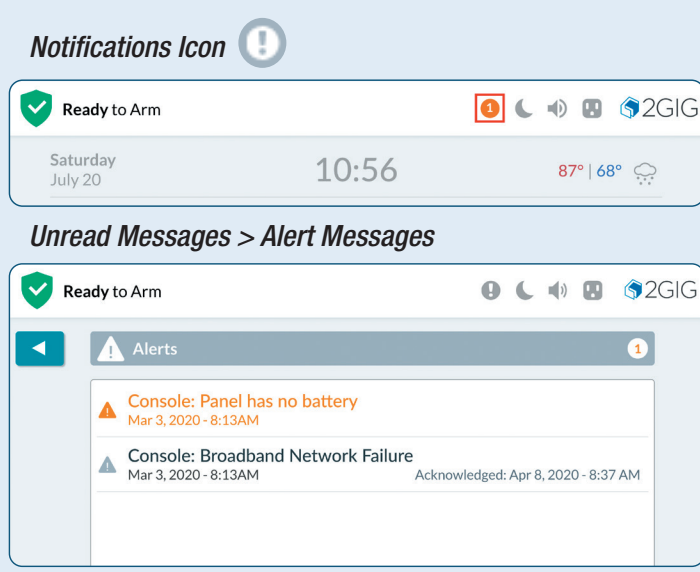 Notifications Icon !
Ready to Arm 1 2GIG
Saturday
July 20 10:56 87° | 68°
Unread Messages > Alert Messages
Ready to Arm ! 2GIG
! Alerts 1
Console: Panel has no battery
Mar 3, 2020 - 8:13AM
Console: Broadband Network Failure
Mar 3, 2020 - 8:13AM Acknowledged: Apr 8, 2020 - 8:37 AM